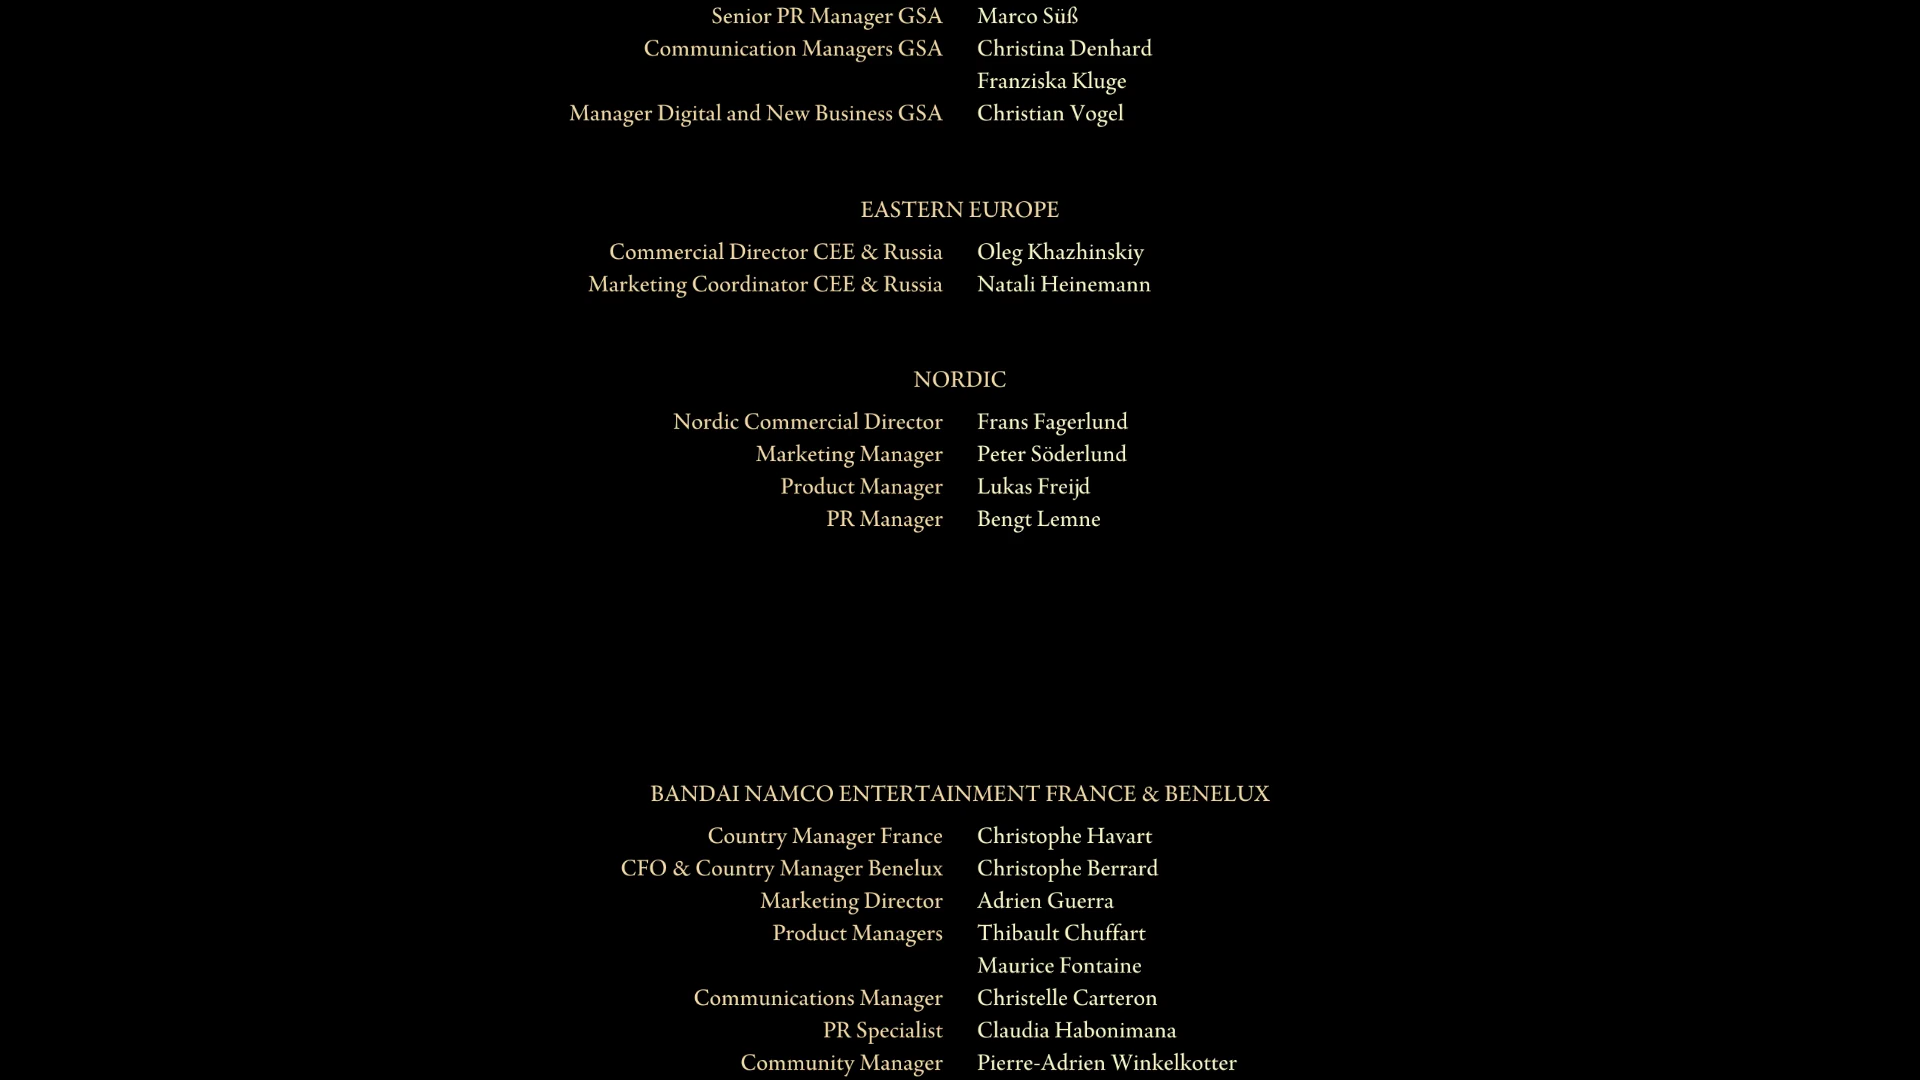 Senior PR Manager GSA Marco Süß
Communication Managers GSA Christina Denhard
Franziska Kluge
Manager Digital and New Business GSA Christian Vogel
EASTERN EUROPE
Commercial Director CEE & Russia Oleg Khazhinskiy
Marketing Coordinator CEE & Russia Natali Heinemann
NORDIC
Nordic Commercial Director Frans Fagerlund
Marketing Manager Peter Söderlund
Product Manager Lukas Freijd
PR Manager Bengt Lemne
BANDAI NAMCO ENTERTAINMENT FRANCE & BENELUX
Country Manager France Christophe Havart
CFO & Country Manager Benelux Christophe Berrard
Marketing Director Adrien Guerra
Product Managers Thibault Chuffart
Maurice Fontaine
Communications Manager Christelle Carteron
PR Specialist Claudia Habonimana
Community Manager Pierre-Adrien Winkelkotter